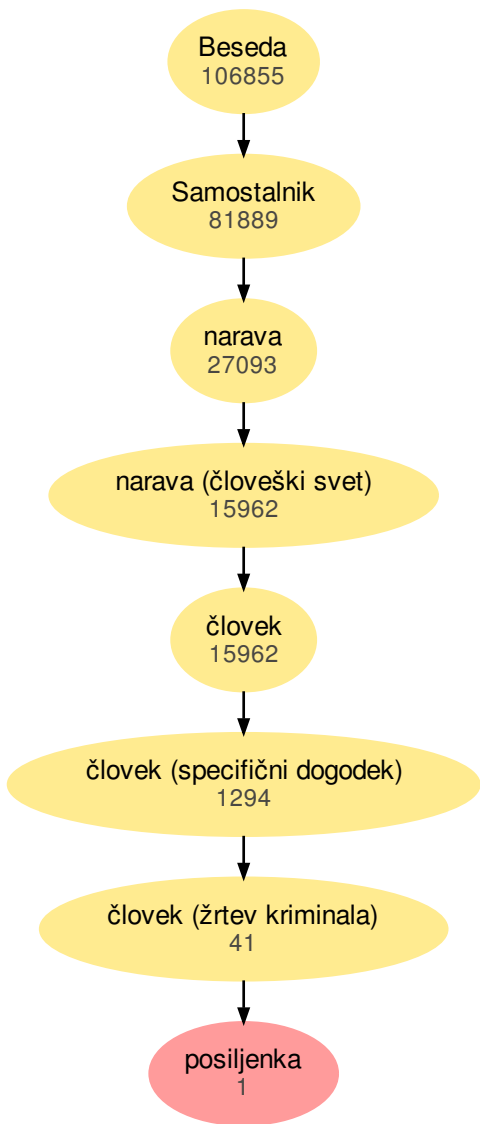 Beseda
106855
Samostalnik
81889
narava
27093
narava (človeški svet)
15962
človek
15962
človek (specifični dogodek)
1294
človek (žrtev kriminala)
41
posiljenka
1